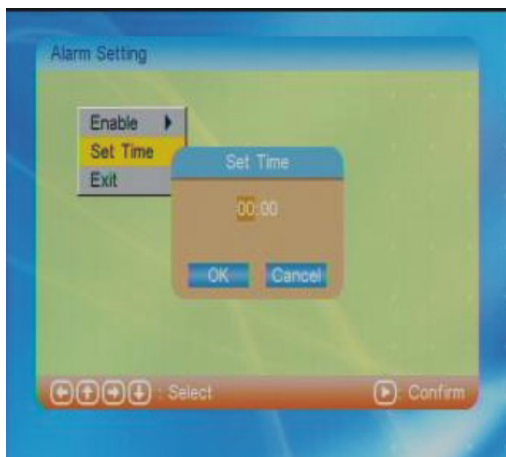 Alarm Setting
Enable
Set Time
Exit
Set Time
00:00
OK Cancel
: Select : Confirm